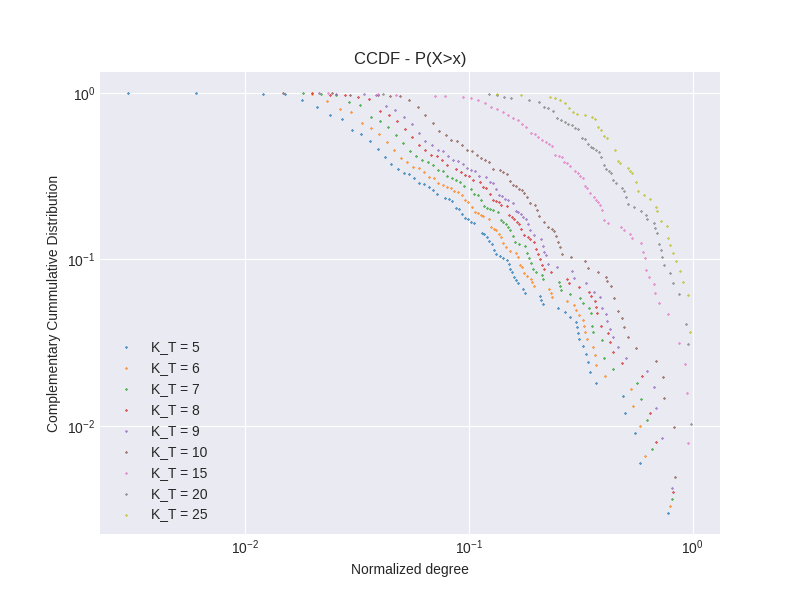 CCDF - P(X>x)
Complementary Cummulative Distribution
10⁰
10⁻¹
10⁻²
K_T = 5
K_T = 6
K_T = 7
K_T = 8
K_T = 9
K_T = 10
K_T = 15
K_T = 20
K_T = 25
10⁻² 10⁻¹ 10⁰
Normalized degree